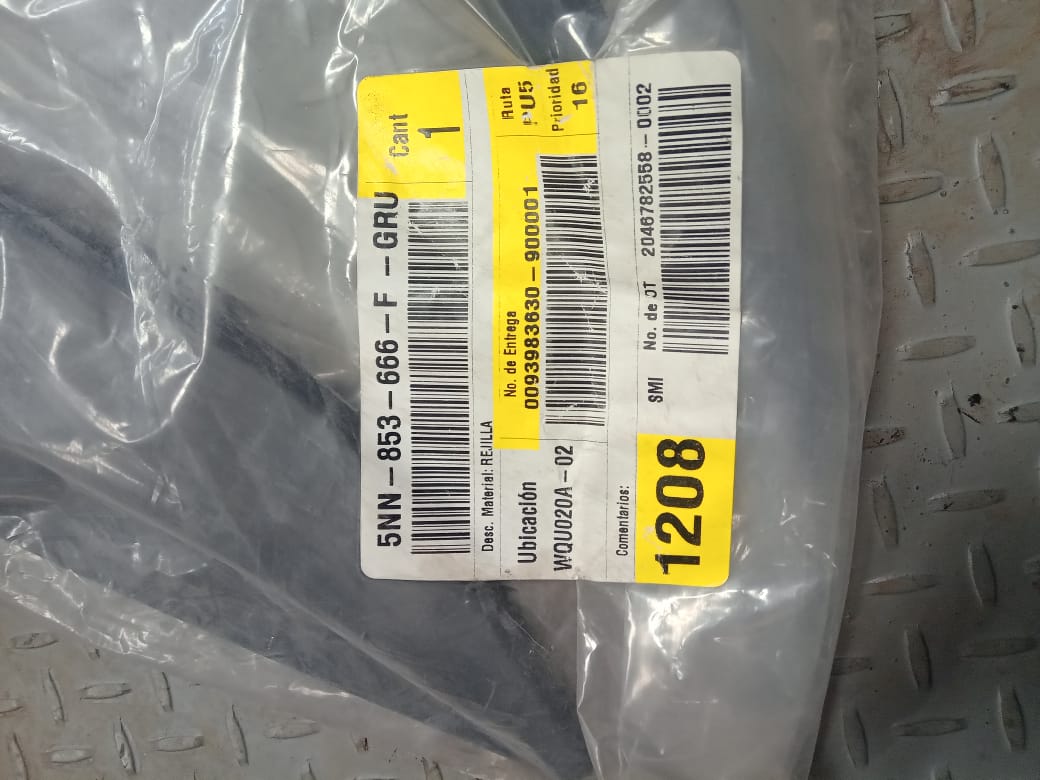 5NN-853-666-F -GRU
Cant
1
Desc. Material: REJILLA
No. de Entrega
0093983630-900001
Ruta
PU5
Ubicación
WQU020A-02
Prioridad
16
Comentarios:
1208
SMI
No. de OT 2046782558-0002